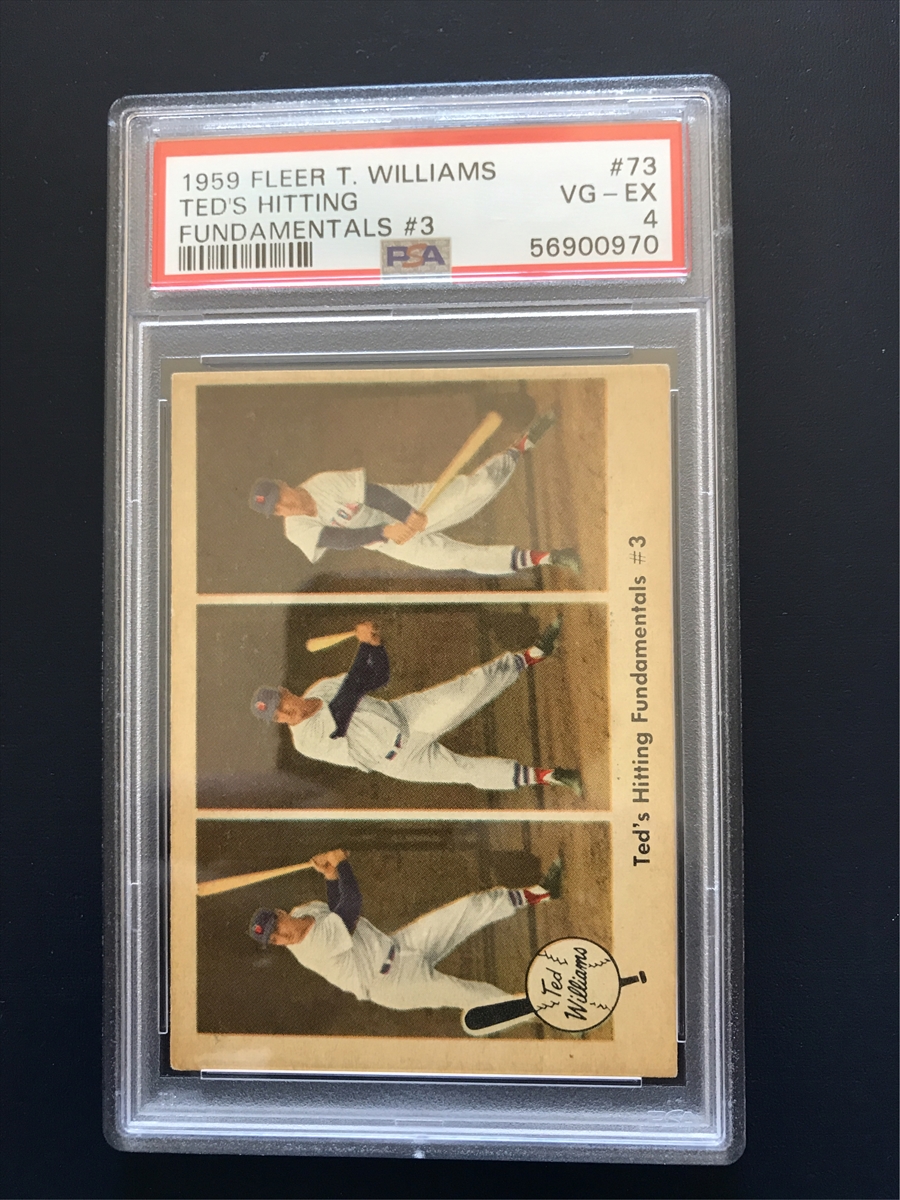 1959 FLEER T. WILLIAMS #73
TED'S HITTING VG-EX
FUNDAMENTALS #3 4
PSA 56900970
Ted's Hitting Fundamentals #3
Ted
Williams